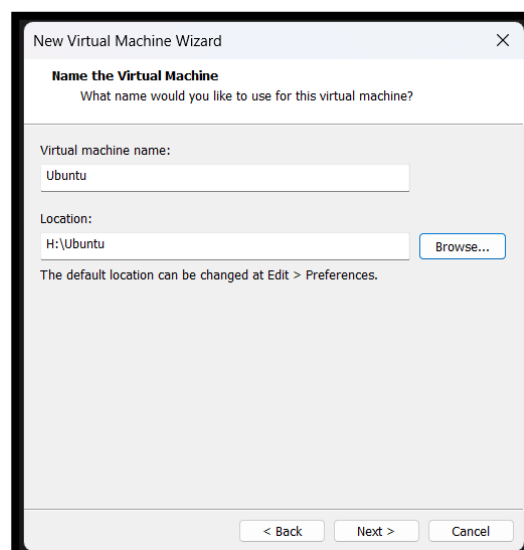 New Virtual Machine Wizard
Name the Virtual Machine
What name would you like to use for this virtual machine?
Virtual machine name:
Ubuntu
Location:
H:\Ubuntu
Browse...
The default location can be changed at Edit > Preferences.
< Back Next > Cancel